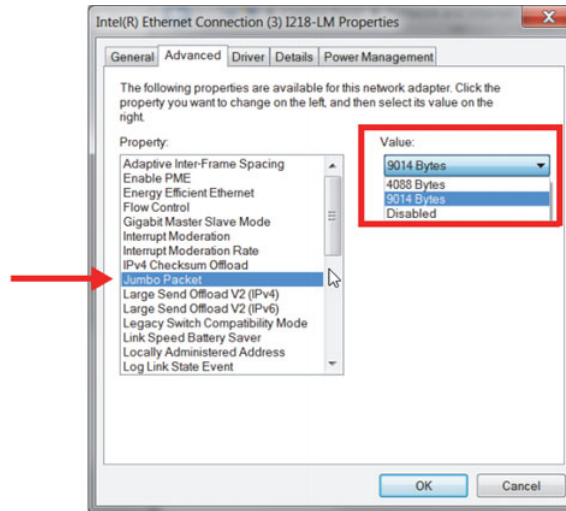 Intel(R) Ethernet Connection (3) I218-LM Properties
General Advanced Driver Details Power Management
The following properties are available for this network adapter. Click the
property you want to change on the left, and then select its value on the
right.
Property:
Value:
Adaptive Inter-Frame Spacing
Enable PME
Energy Efficient Ethernet
Flow Control
Gigabit Master Slave Mode
Interrupt Moderation
Interrupt Moderation Rate
IPv4 Checksum Offload
Jumbo Packet
Large Send Offload V2 (IPv4)
Large Send Offload V2 (IPv6)
Legacy Switch Compatibility Mode
Link Speed Battery Saver
Locally Administered Address
Log Link State Event
9014 Bytes
4088 Bytes
9014 Bytes
Disabled
OK Cancel